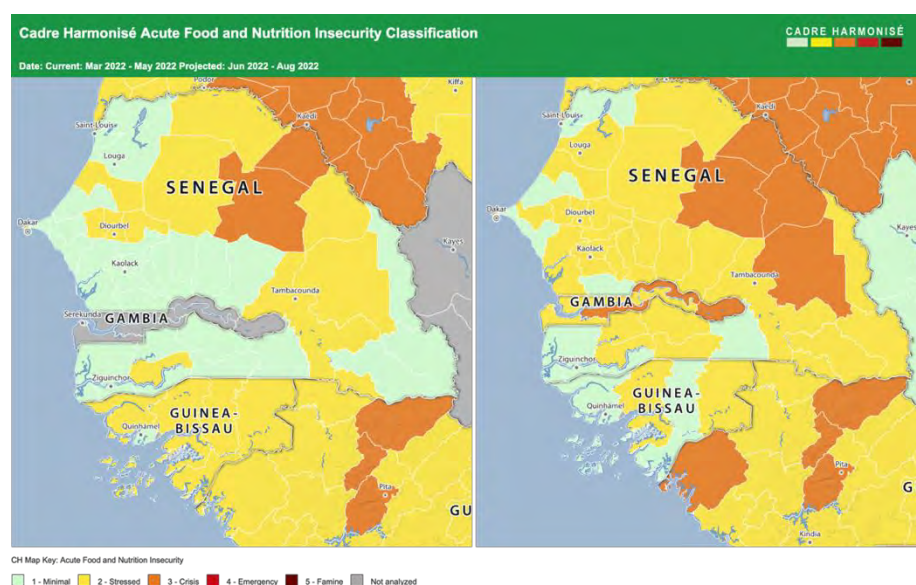 Cadre Harmonisé Acute Food and Nutrition Insecurity Classification
CADRE HARMONISÉ
Date: Current: Mar 2022 - May 2022 Projected: Jun 2022 - Aug 2022
Podor
Kiffa
Saint-Louis
Kaédi
Louga
SENEGAL
Dakar
Diourbel
Kayes
Kaolack
Tambacounda
Serekunda
GAMBIA
Ziguinchor
GUINEA-
BISSAU
Quinhámel
Pita
GU
Saint-Louis
Kaédi
Louga
SENEGAL
Dakar
Diourbel
Kayes
Kaolack
Tambacounda
GAMBIA
Ziguinchor
Quinhámel
GUINEA-
BISSAU
Pita
G
Kindia
CH Map Key: Acute Food and Nutrition Insecurity
1 - Minimal 2 - Stressed 3 - Crisis 4 - Emergency 5 - Famine Not analyzed